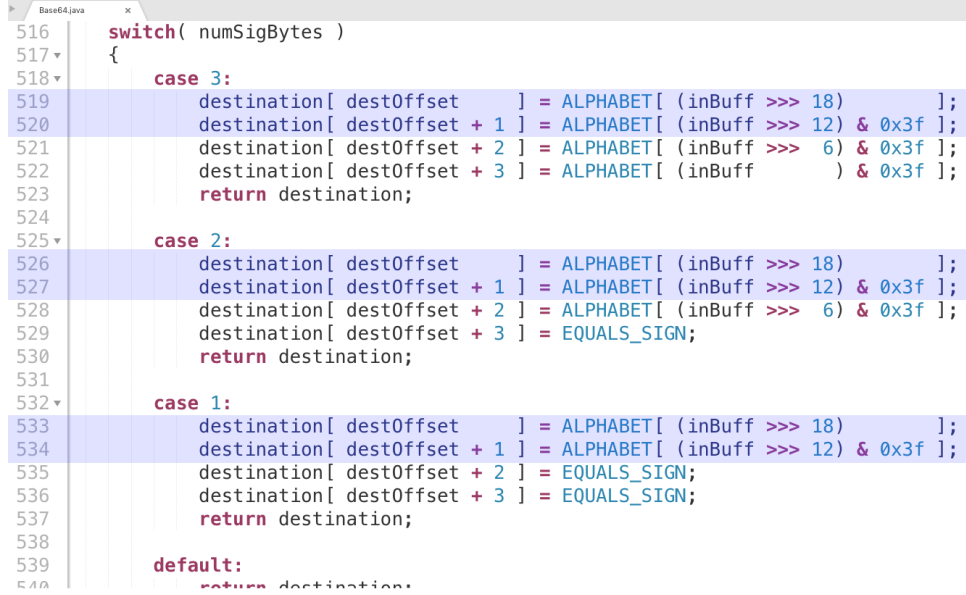 Base64.java ×
516 switch( numSigBytes )
517 {
518 case 3:
519 destination[ destOffset     ] = ALPHABET[ (inBuff >>> 18)        ];
520 destination[ destOffset + 1 ] = ALPHABET[ (inBuff >>> 12) & 0x3f ];
521 destination[ destOffset + 2 ] = ALPHABET[ (inBuff >>>  6) & 0x3f ];
522 destination[ destOffset + 3 ] = ALPHABET[ (inBuff       ) & 0x3f ];
523 return destination;
524
525 case 2:
526 destination[ destOffset     ] = ALPHABET[ (inBuff >>> 18)        ];
527 destination[ destOffset + 1 ] = ALPHABET[ (inBuff >>> 12) & 0x3f ];
528 destination[ destOffset + 2 ] = ALPHABET[ (inBuff >>>  6) & 0x3f ];
529 destination[ destOffset + 3 ] = EQUALS_SIGN;
530 return destination;
531
532 case 1:
533 destination[ destOffset     ] = ALPHABET[ (inBuff >>> 18)        ];
534 destination[ destOffset + 1 ] = ALPHABET[ (inBuff >>> 12) & 0x3f ];
535 destination[ destOffset + 2 ] = EQUALS_SIGN;
536 destination[ destOffset + 3 ] = EQUALS_SIGN;
537 return destination;
538
539 default:
540 return destination;